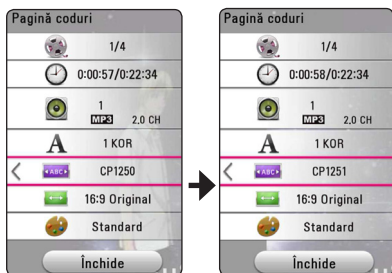 Pagină coduri
1/4
0:00:57/0:22:34
1
MP3 2.0 CH
A 1 KOR
ABC CP1250
16:9 Original
Standard
Închide
Pagină coduri
1/4
0:00:58/0:22:34
1
MP3 2.0 CH
A 1 KOR
ABC CP1251
16:9 Original
Standard
Închide